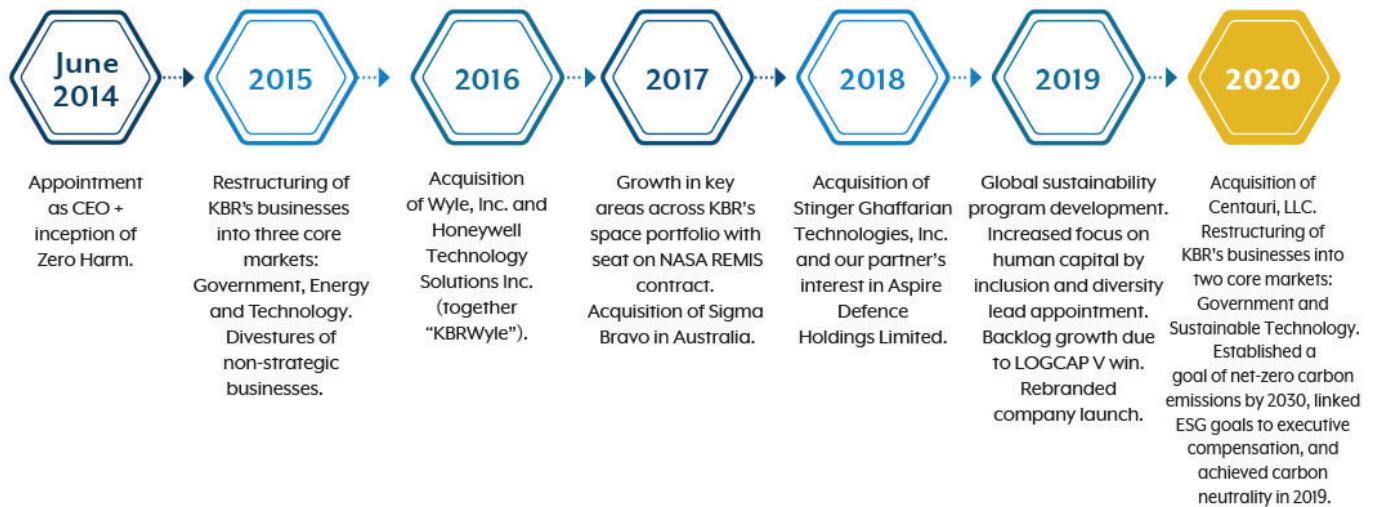 June
2014
2015
2016
2017
2018
2019
2020
Appointment
as CEO +
inception of
Zero Harm.
Restructuring of
KBR's businesses
into three core
markets:
Government, Energy
and Technology.
Divestures of
non-strategic
businesses.
Acquisition
of Wyle, Inc. and
Honeywell
Technology
Solutions Inc.
(together
“KBRWyle”).
Growth in key
areas across KBR's
space portfolio with
seat on NASA REMIS
contract.
Acquisition of Sigma
Bravo in Australia.
Acquisition of
Stinger Ghaffarian
Technologies, Inc.
and our partner's
interest in Aspire
Defence
Holdings Limited.
Global sustainability
program development.
Increased focus on
human capital by
inclusion and diversity
lead appointment.
Backlog growth due
to LOGCAP V win.
Rebranded
company launch.
Acquisition of
Centauri, LLC.
Restructuring of
KBR's businesses into
two core markets:
Government and
Sustainable Technology.
Established a
goal of net-zero carbon
emissions by 2030, linked
ESG goals to executive
compensation, and
achieved carbon
neutrality in 2019.